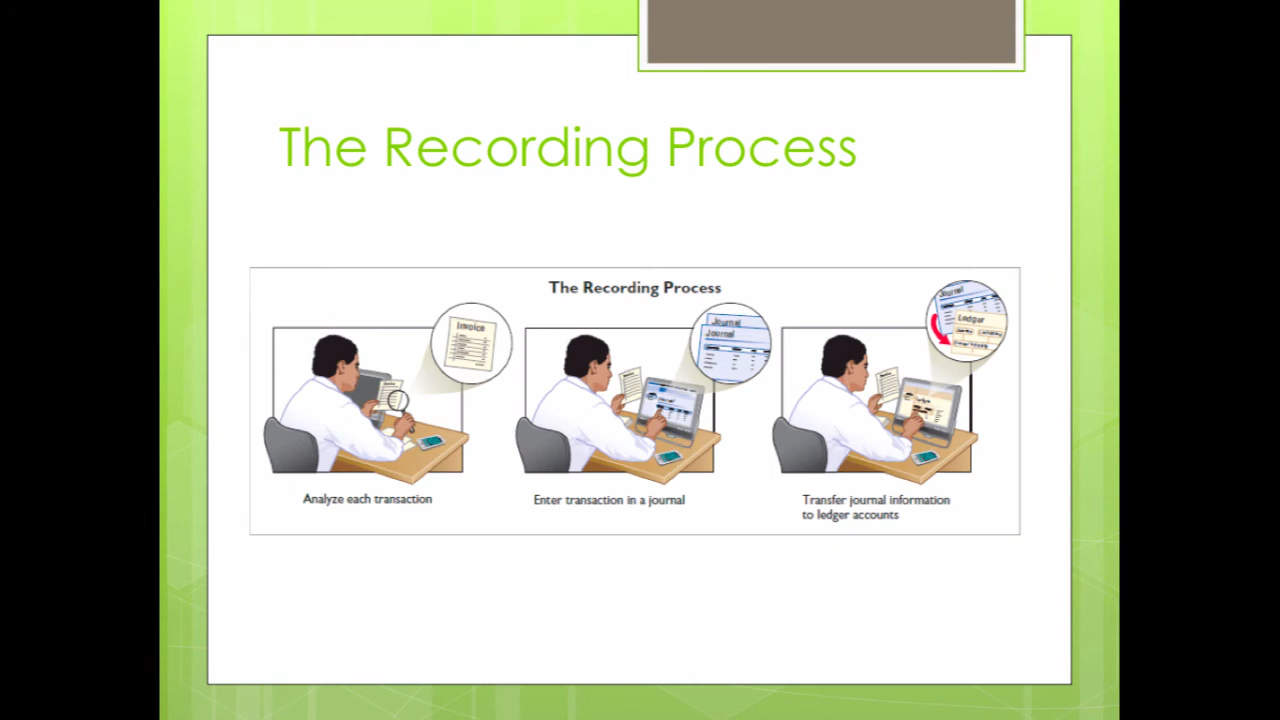 The Recording Process
The Recording Process
Invoice
Journal
Journal
Journal
Ledger
Analyze each transaction
Enter transaction in a journal
Transfer journal information
to ledger accounts